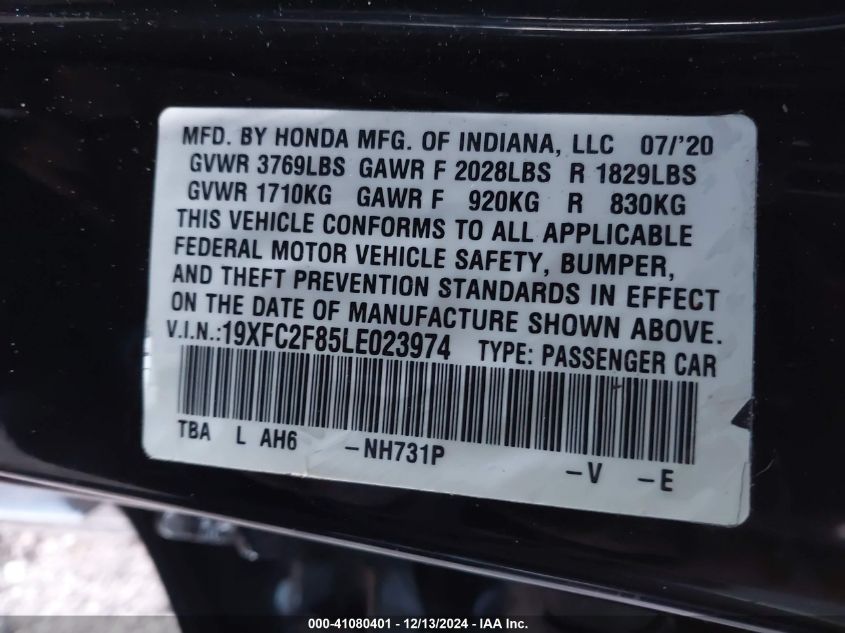 MFD. BY HONDA MFG. OF INDIANA, LLC 07/'20
GVWR 3769LBS GAWR F 2028LBS R 1829LBS
GVWR 1710KG GAWR F 920KG R 830KG
THIS VEHICLE CONFORMS TO ALL APPLICABLE
FEDERAL MOTOR VEHICLE SAFETY, BUMPER,
AND THEFT PREVENTION STANDARDS IN EFFECT
ON THE DATE OF MANUFACTURE SHOWN ABOVE.
V.I.N.:19XFC2F85LE023974 TYPE: PASSENGER CAR
TBA L AH6 -NH731P -V -E
000-41080401 - 12/13/2024 - IAA Inc.